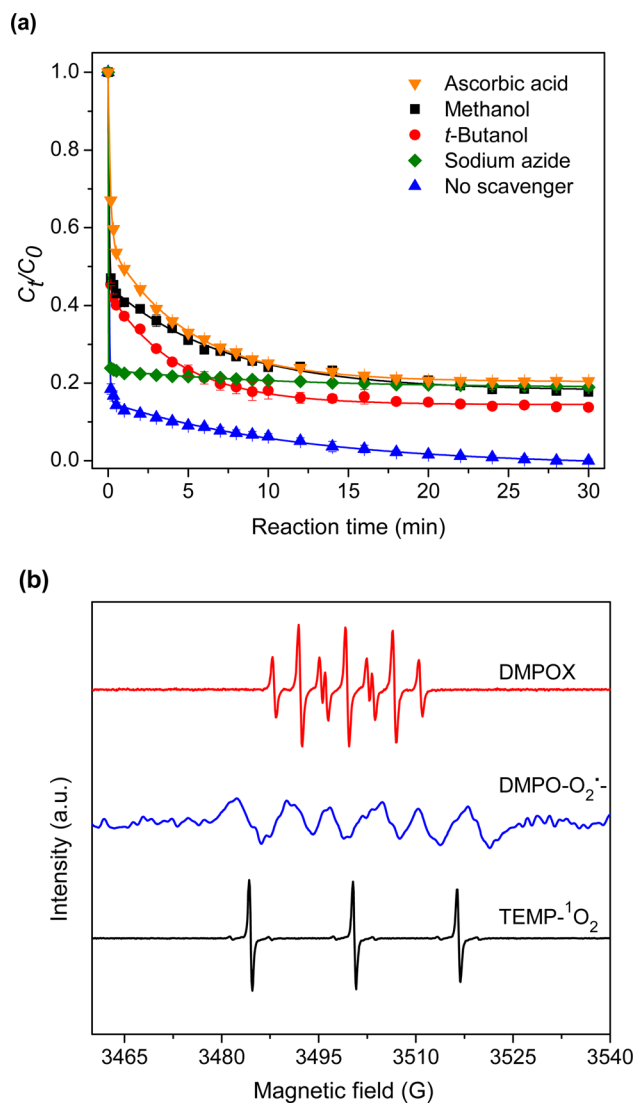 (a)
1.0
0.8
0.6
0.4
0.2
0.0
Cₜ/C₀
Ascorbic acid
Methanol
t-Butanol
Sodium azide
No scavenger
0 5 10 15 20 25 30
Reaction time (min)
(b)
Intensity (a.u.)
DMPOX
DMPO-O₂˙-
TEMP-¹O₂
3465 3480 3495 3510 3525 3540
Magnetic field (G)